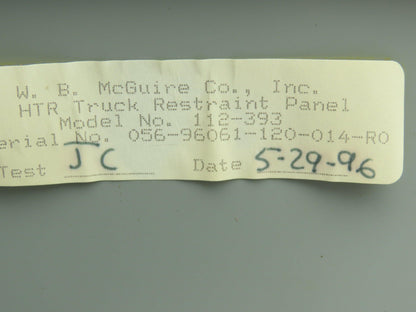 W. B. McGuire Co., Inc.
HTR Truck Restraint Panel
Model No. 112-393
erial No. 056-96061-120-014-R0
Test JC Date 5-29-96